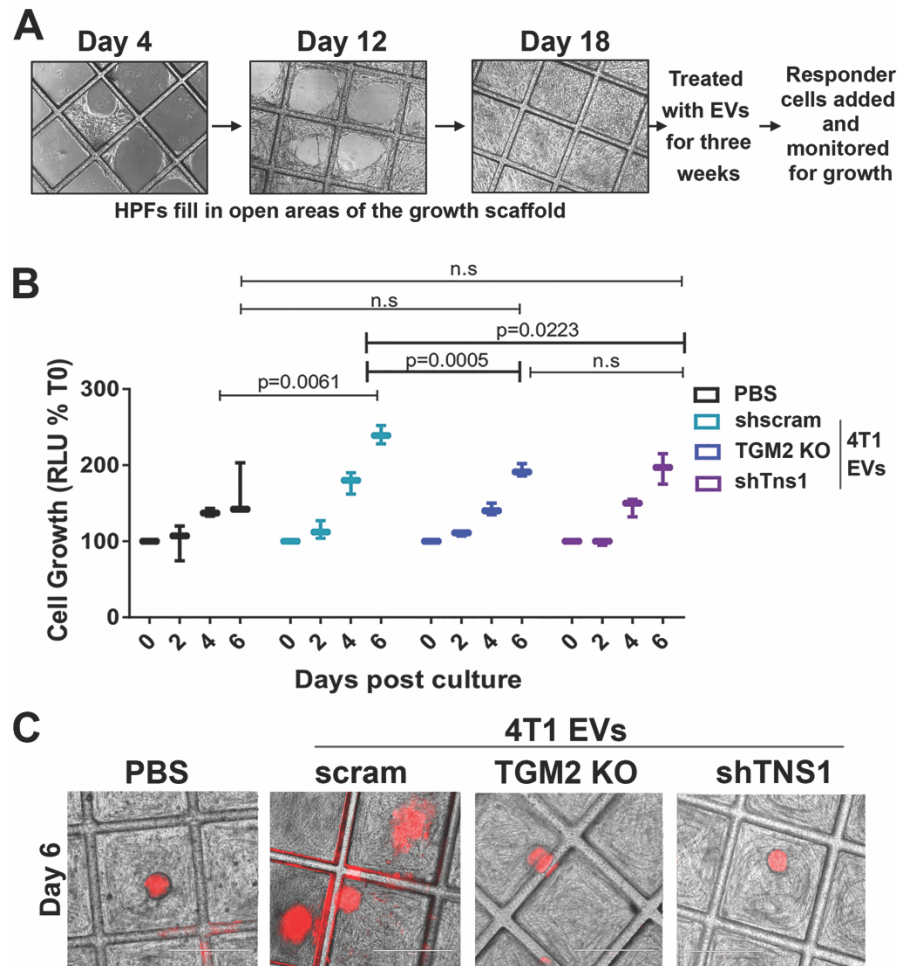 A
Day 4
Day 12
Day 18
Treated
with EVs
for three
weeks
Responder
cells added
and
monitored
for growth
HPFs fill in open areas of the growth scaffold
B
n.s
n.s
p=0.0223
p=0.0061
p=0.0005
n.s
Cell Growth (RLU % T0)
300
200
100
0
0 2 4 6 0 2 4 6 0 2 4 6 0 2 4 6
Days post culture
PBS
shscram
TGM2 KO
shTns1
4T1
EVs
C
4T1 EVs
PBS
scram
TGM2 KO
shTNS1
Day 6